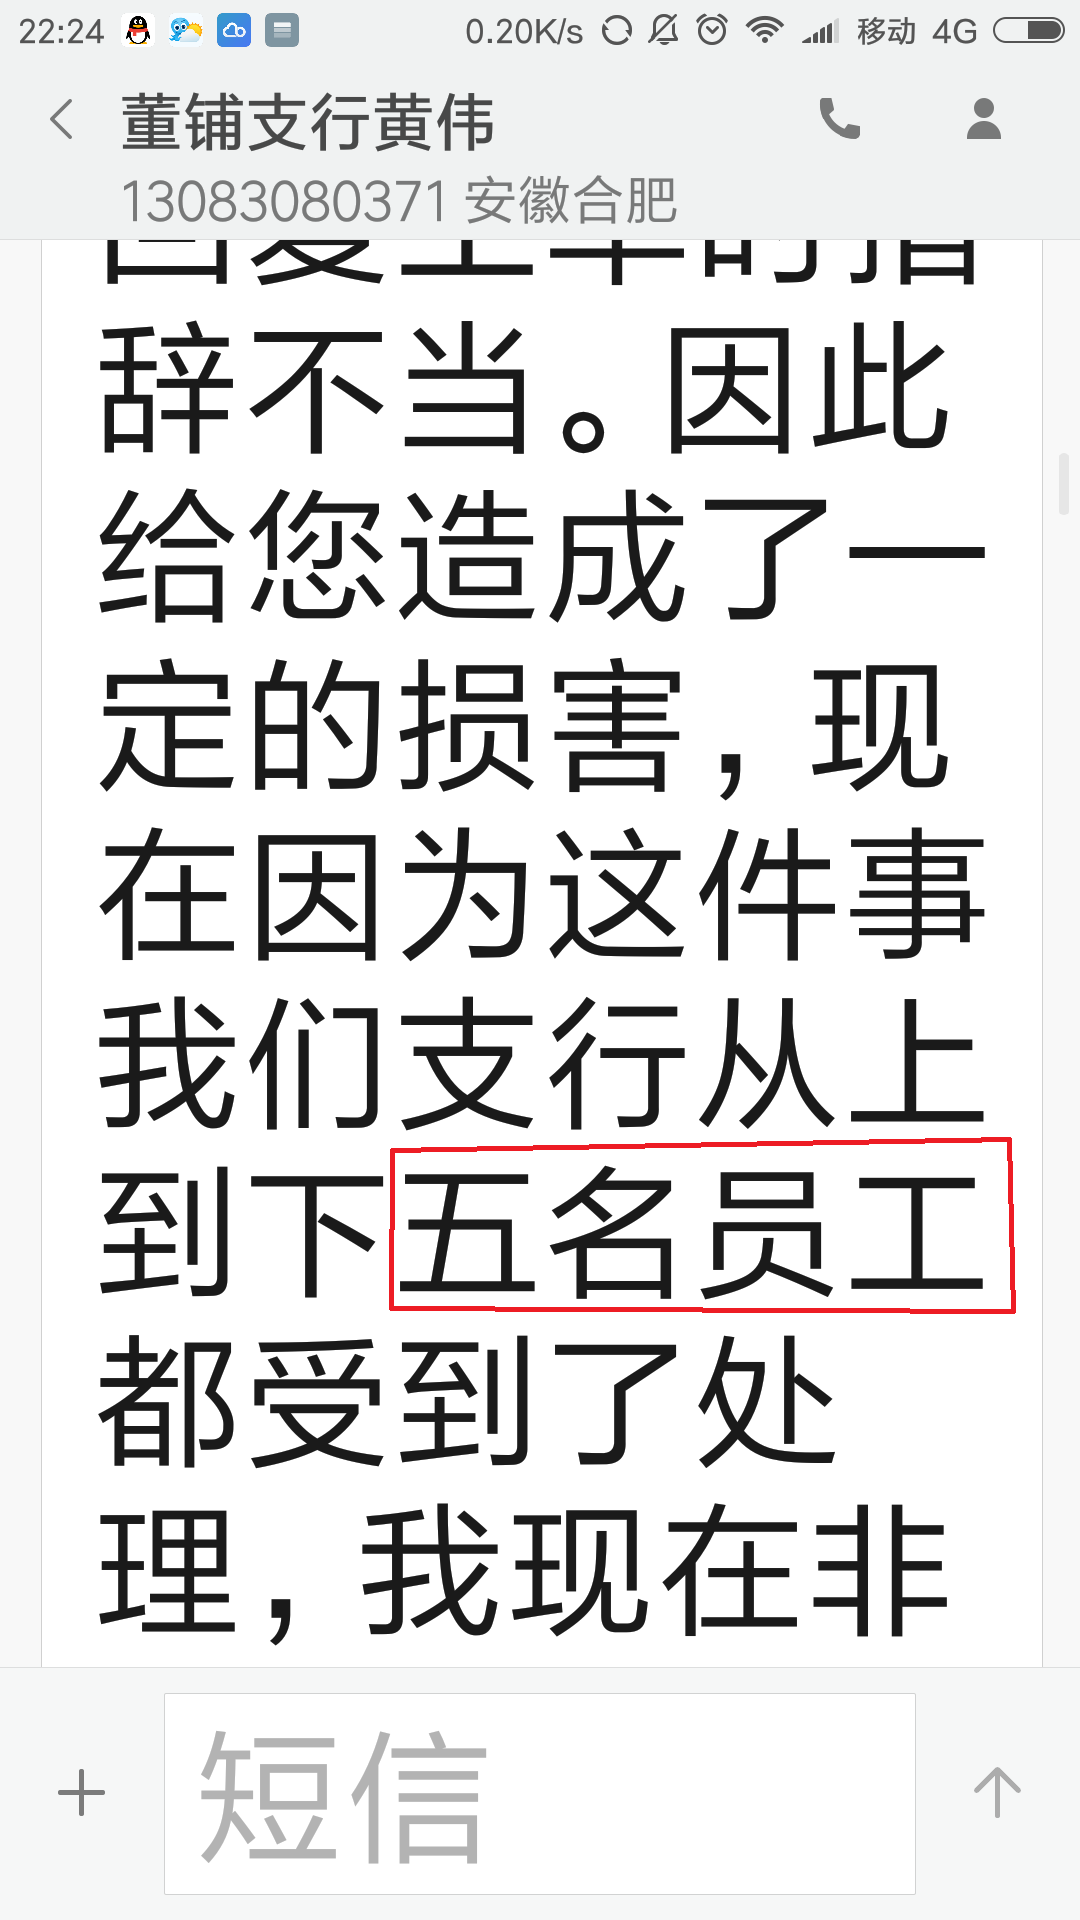 22:24 0.20K/s 移动 4G
董铺支行黄伟
13083080371 安徽合肥
辞不当。因此
给您造成了一
定的损害，现
在因为这件事
我们支行从上
到下五名员工
都受到了处
理，我现在非
短信